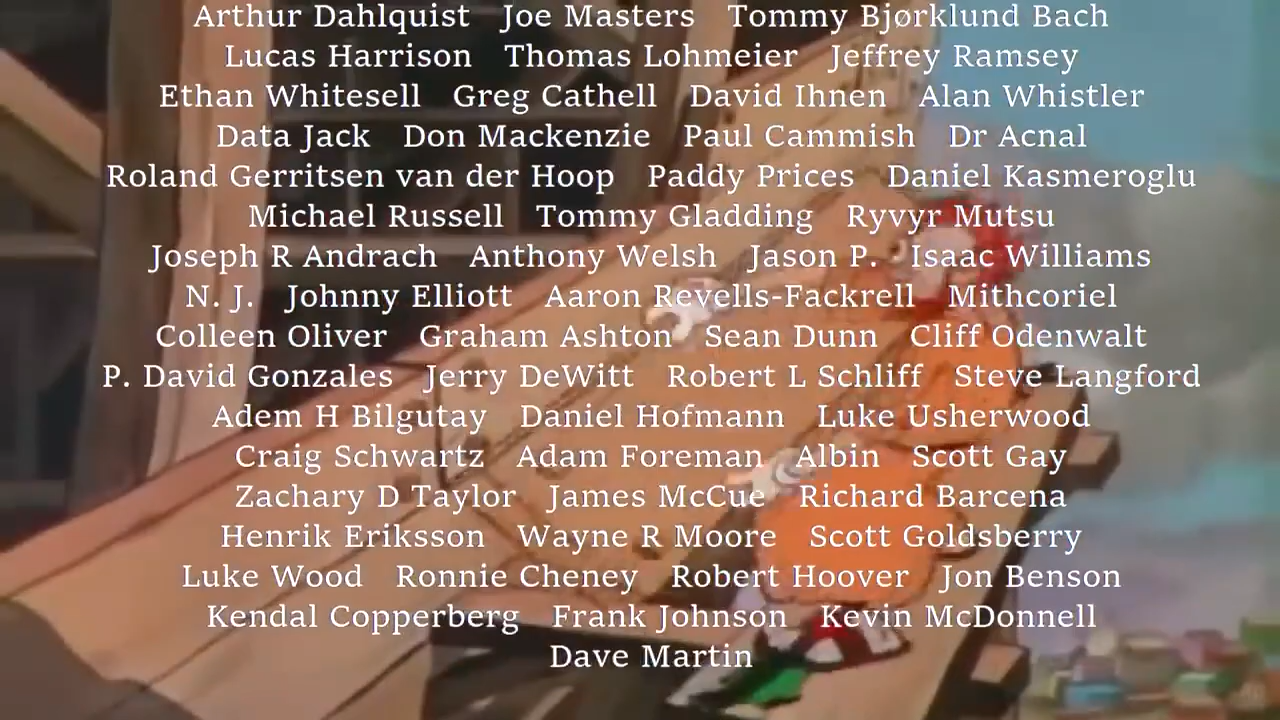 Arthur Dahlquist Joe Masters Tommy Bjørklund Bach
Lucas Harrison Thomas Lohmeier Jeffrey Ramsey
Ethan Whitesell Greg Cathell David Ihnen Alan Whistler
Data Jack Don Mackenzie Paul Cammish Dr Acnal
Roland Gerritsen van der Hoop Paddy Prices Daniel Kasmeroglu
Michael Russell Tommy Gladding Ryvyr Mutsu
Joseph R Andrach Anthony Welsh Jason P. Isaac Williams
N. J. Johnny Elliott Aaron Revells-Fackrell Mithcoriel
Colleen Oliver Graham Ashton Sean Dunn Cliff Odenwalt
P. David Gonzales Jerry DeWitt Robert L Schliff Steve Langford
Adem H Bilgutay Daniel Hofmann Luke Usherwood
Craig Schwartz Adam Foreman Albin Scott Gay
Zachary D Taylor James McCue Richard Barcena
Henrik Eriksson Wayne R Moore Scott Goldsberry
Luke Wood Ronnie Cheney Robert Hoover Jon Benson
Kendal Copperberg Frank Johnson Kevin McDonnell
Dave Martin